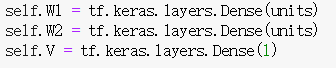 self.W1 = tf.keras.layers.Dense(units)
self.W2 = tf.keras.layers.Dense(units)
self.V = tf.keras.layers.Dense(1)